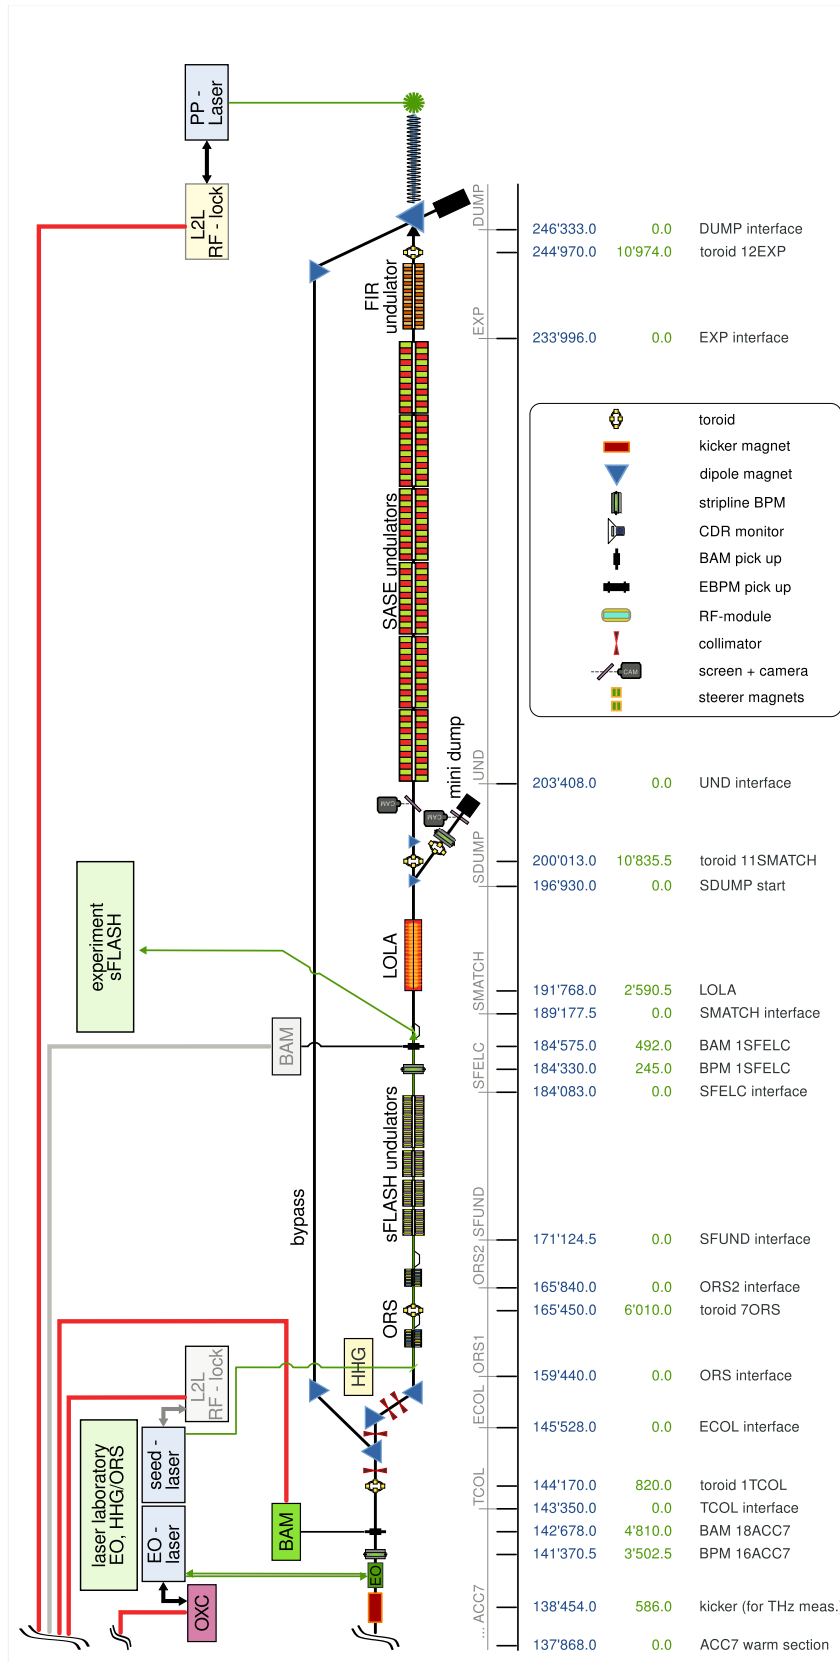 PP -
Laser
L2L
RF - lock
DUMP
246'333.0 0.0 DUMP interface
244'970.0 10'974.0 toroid 12EXP
FIR
undulator
EXP
233'996.0 0.0 EXP interface
toroid
kicker magnet
dipole magnet
stripline BPM
CDR monitor
BAM pick up
EBPM pick up
RF-module
collimator
CAM
screen + camera
steerer magnets
SASE undulators
mini dump
UND
203'408.0 0.0 UND interface
CAM
CAM
SDUMP
200'013.0 10'835.5 toroid 11SMATCH
196'930.0 0.0 SDUMP start
experiment
sFLASH
LOLA
SMATCH
191'768.0 2'590.5 LOLA
189'177.5 0.0 SMATCH interface
BAM
SFELC
184'575.0 492.0 BAM 1SFELC
184'330.0 245.0 BPM 1SFELC
184'083.0 0.0 SFELC interface
sFLASH undulators
bypass
SFUND
171'124.5 0.0 SFUND interface
ORS2
165'840.0 0.0 ORS2 interface
165'450.0 6'010.0 toroid 7ORS
ORS
ORS1
HHG
159'440.0 0.0 ORS interface
L2L
RF - lock
ECOL
145'528.0 0.0 ECOL interface
laser laboratory
EO, HHG/ORS
seed -
laser
TCOL
144'170.0 820.0 toroid 1TCOL
143'350.0 0.0 TCOL interface
EO -
laser
BAM
142'678.0 4'810.0 BAM 18ACC7
141'370.5 3'502.5 BPM 16ACC7
EO
OXC
... ACC7
138'454.0 586.0 kicker (for THz meas.
137'868.0 0.0 ACC7 warm section